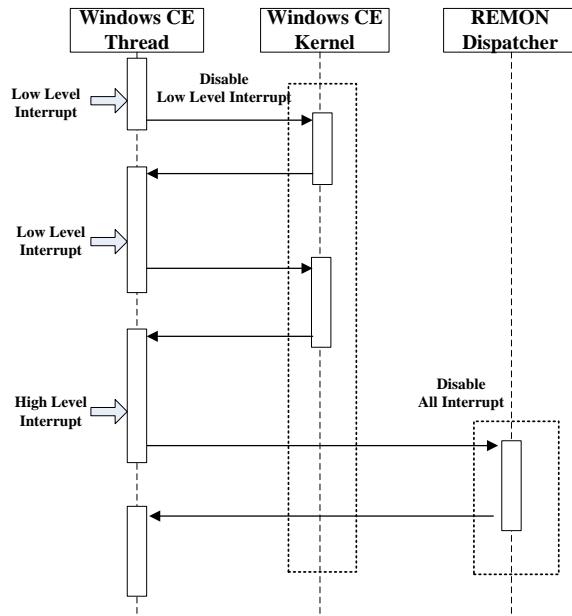 Windows CE
Thread
Windows CE
Kernel
REMON
Dispatcher
Disable
Low Level Interrupt
Low Level
Interrupt
Low Level
Interrupt
High Level
Interrupt
Disable
All Interrupt